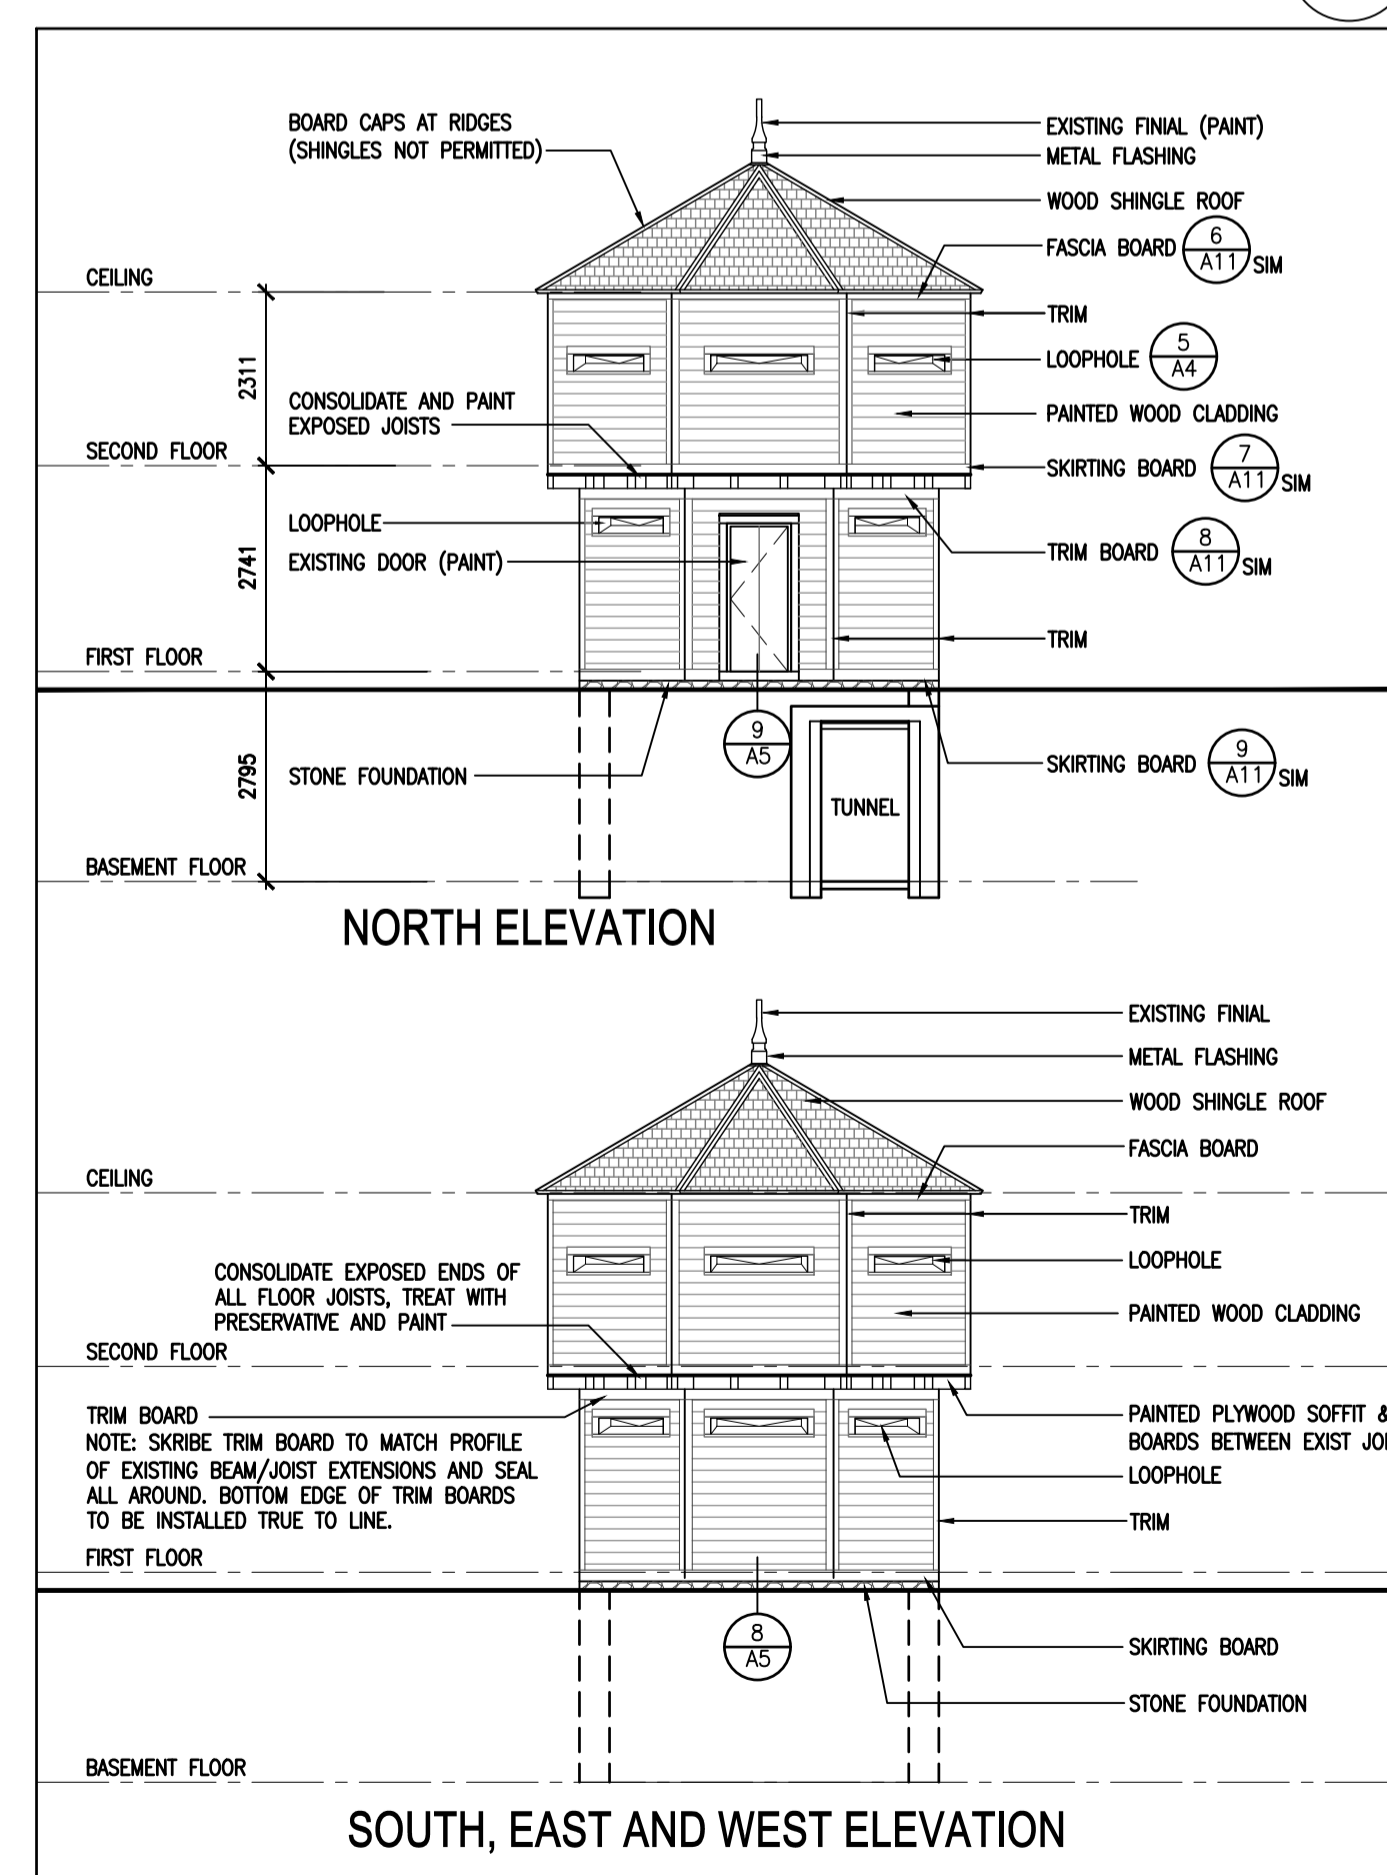 BOARD CAPS AT RIDGES
(SHINGLES NOT PERMITTED)
EXISTING FINIAL (PAINT)
METAL FLASHING
WOOD SHINGLE ROOF
FASCIA BOARD
6
A11
SIM
CEILING
TRIM
LOOPHOLE
5
A4
2311
CONSOLIDATE AND PAINT
EXPOSED JOISTS
PAINTED WOOD CLADDING
SECOND FLOOR
SKIRTING BOARD
7
A11
SIM
LOOPHOLE
EXISTING DOOR (PAINT)
2741
TRIM BOARD
8
A11
SIM
TRIM
FIRST FLOOR
9
A5
STONE FOUNDATION
2795
SKIRTING BOARD
9
A11
SIM
TUNNEL
BASEMENT FLOOR
NORTH ELEVATION
EXISTING FINIAL
METAL FLASHING
WOOD SHINGLE ROOF
FASCIA BOARD
CEILING
TRIM
LOOPHOLE
CONSOLIDATE EXPOSED ENDS OF
ALL FLOOR JOISTS, TREAT WITH
PRESERVATIVE AND PAINT
PAINTED WOOD CLADDING
SECOND FLOOR
TRIM BOARD
NOTE: SKRIBE TRIM BOARD TO MATCH PROFILE
OF EXISTING BEAM/JOIST EXTENSIONS AND SEAL
ALL AROUND. BOTTOM EDGE OF TRIM BOARDS
TO BE INSTALLED TRUE TO LINE.
PAINTED PLYWOOD SOFFIT &
BOARDS BETWEEN EXIST
LOOPHOLE
TRIM
FIRST FLOOR
8
A5
SKIRTING BOARD
STONE FOUNDATION
BASEMENT FLOOR
SOUTH, EAST AND WEST ELEVATION